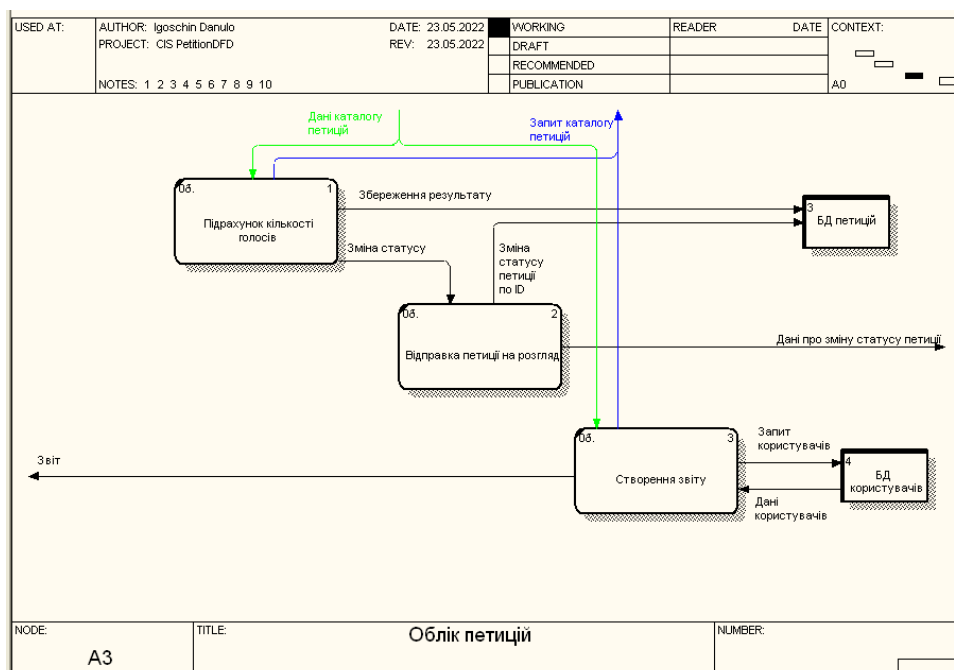 USED AT:
AUTHOR: Igoschin Danulo
DATE: 23.05.2022
WORKING
READER
DATE
CONTEXT:
PROJECT: CIS PetitionDFD
REV: 23.05.2022
DRAFT
RECOMMENDED
NOTES: 1 2 3 4 5 6 7 8 9 10
PUBLICATION
A0
Дані каталогу
петицій
Запит каталогу
петицій
0б.
1
Підрахунок кількості
голосів
Збереження результату
3
БД петицій
Зміна статусу
Зміна
статусу
петиції
по ID
0б.
2
Відправка петиції на розгляд
Дані про зміну статусу петиції
0б.
3
Створення звіту
Звіт
Запит
користувачів
4
БД
користувачів
Дані
користувачів
NODE:
TITLE:
Облік петицій
NUMBER:
A3